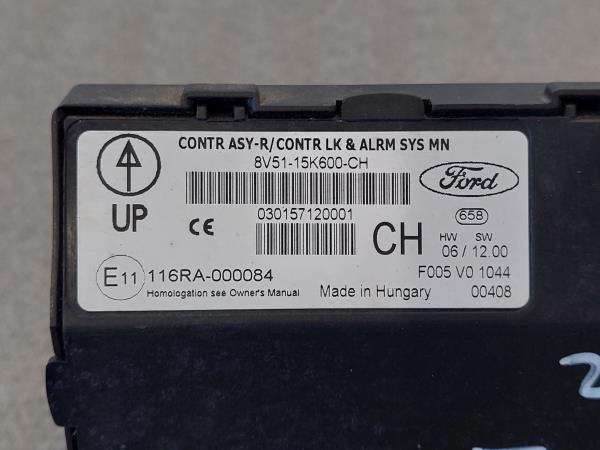 CONTR ASY-R/CONTR LK & ALRM SYS MN
8V51-15K600-CH
Ford
UP
CE
030157120001
CH
658
HW SW
06 / 12.00
E11 116RA-000084
F005 V0 1044
Homologation see Owner's Manual
Made in Hungary
00408
2